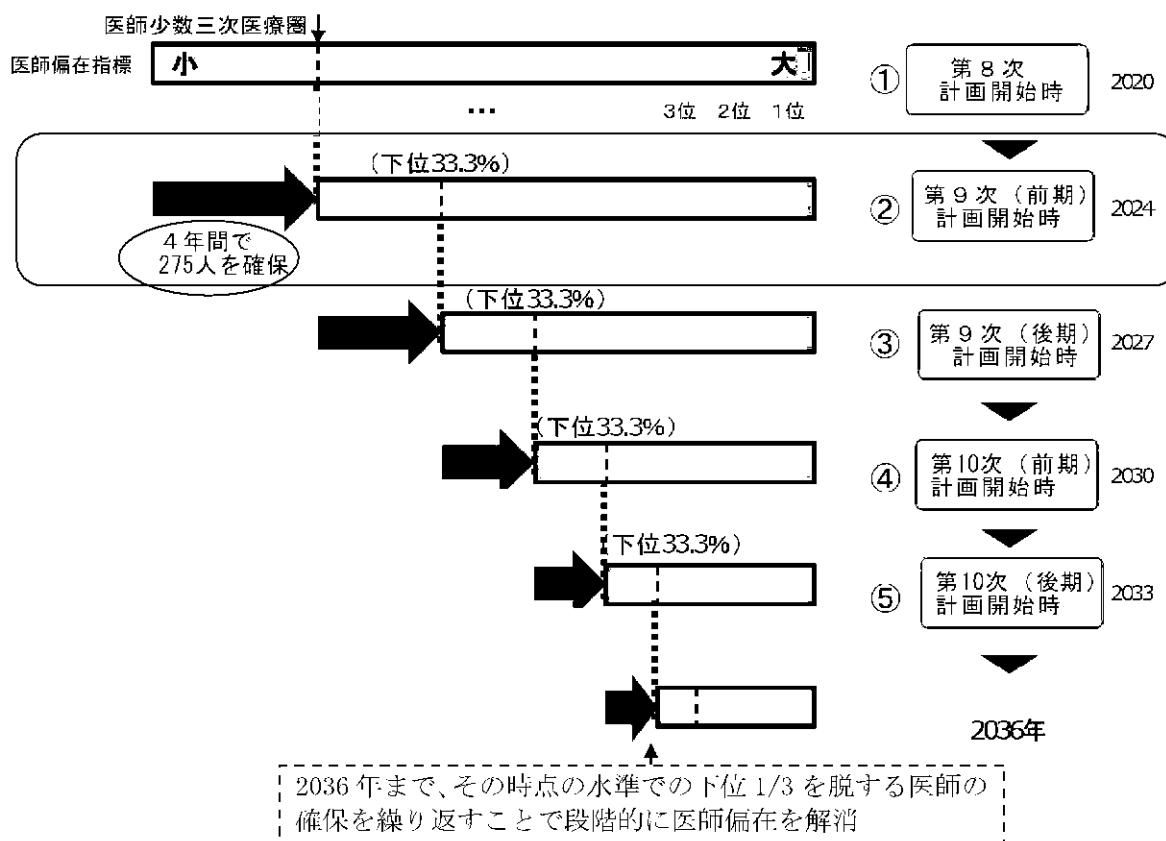 医師少数三次医療圏
医師偏在指標
小
大
…
3位 2位 1位
①
第８次
計画開始時
2020
(下位33.3%)
４年間で
275人を確保
②
第９次（前期）
計画開始時
2024
(下位33.3%)
③
第９次（後期）
計画開始時
2027
(下位33.3%)
④
第10次（前期）
計画開始時
2030
(下位33.3%)
⑤
第10次（後期）
計画開始時
2033
2036年
2036 年まで、その時点の水準での下位 1/3 を脱する医師の
確保を繰り返すことで段階的に医師偏在を解消